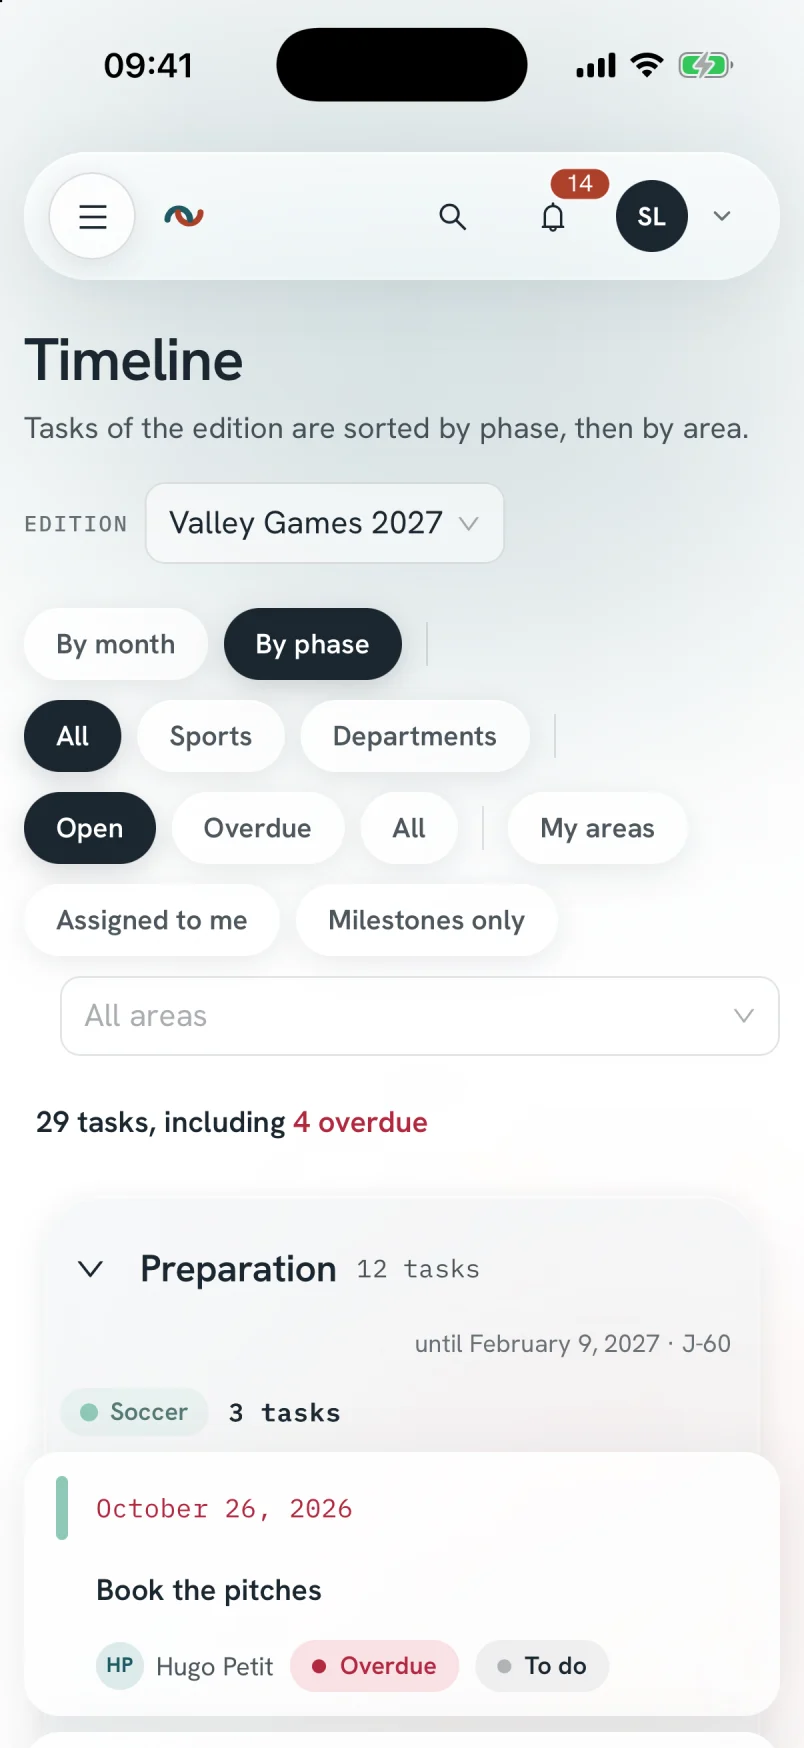 09:41
14
SL
Timeline
Tasks of the edition are sorted by phase, then by area.
EDITION Valley Games 2027
By month By phase
All Sports Departments
Open Overdue All My areas
Assigned to me Milestones only
All areas
29 tasks, including 4 overdue
Preparation 12 tasks
until February 9, 2027 · J-60
Soccer 3 tasks
October 26, 2026
Book the pitches
HP Hugo Petit Overdue To do